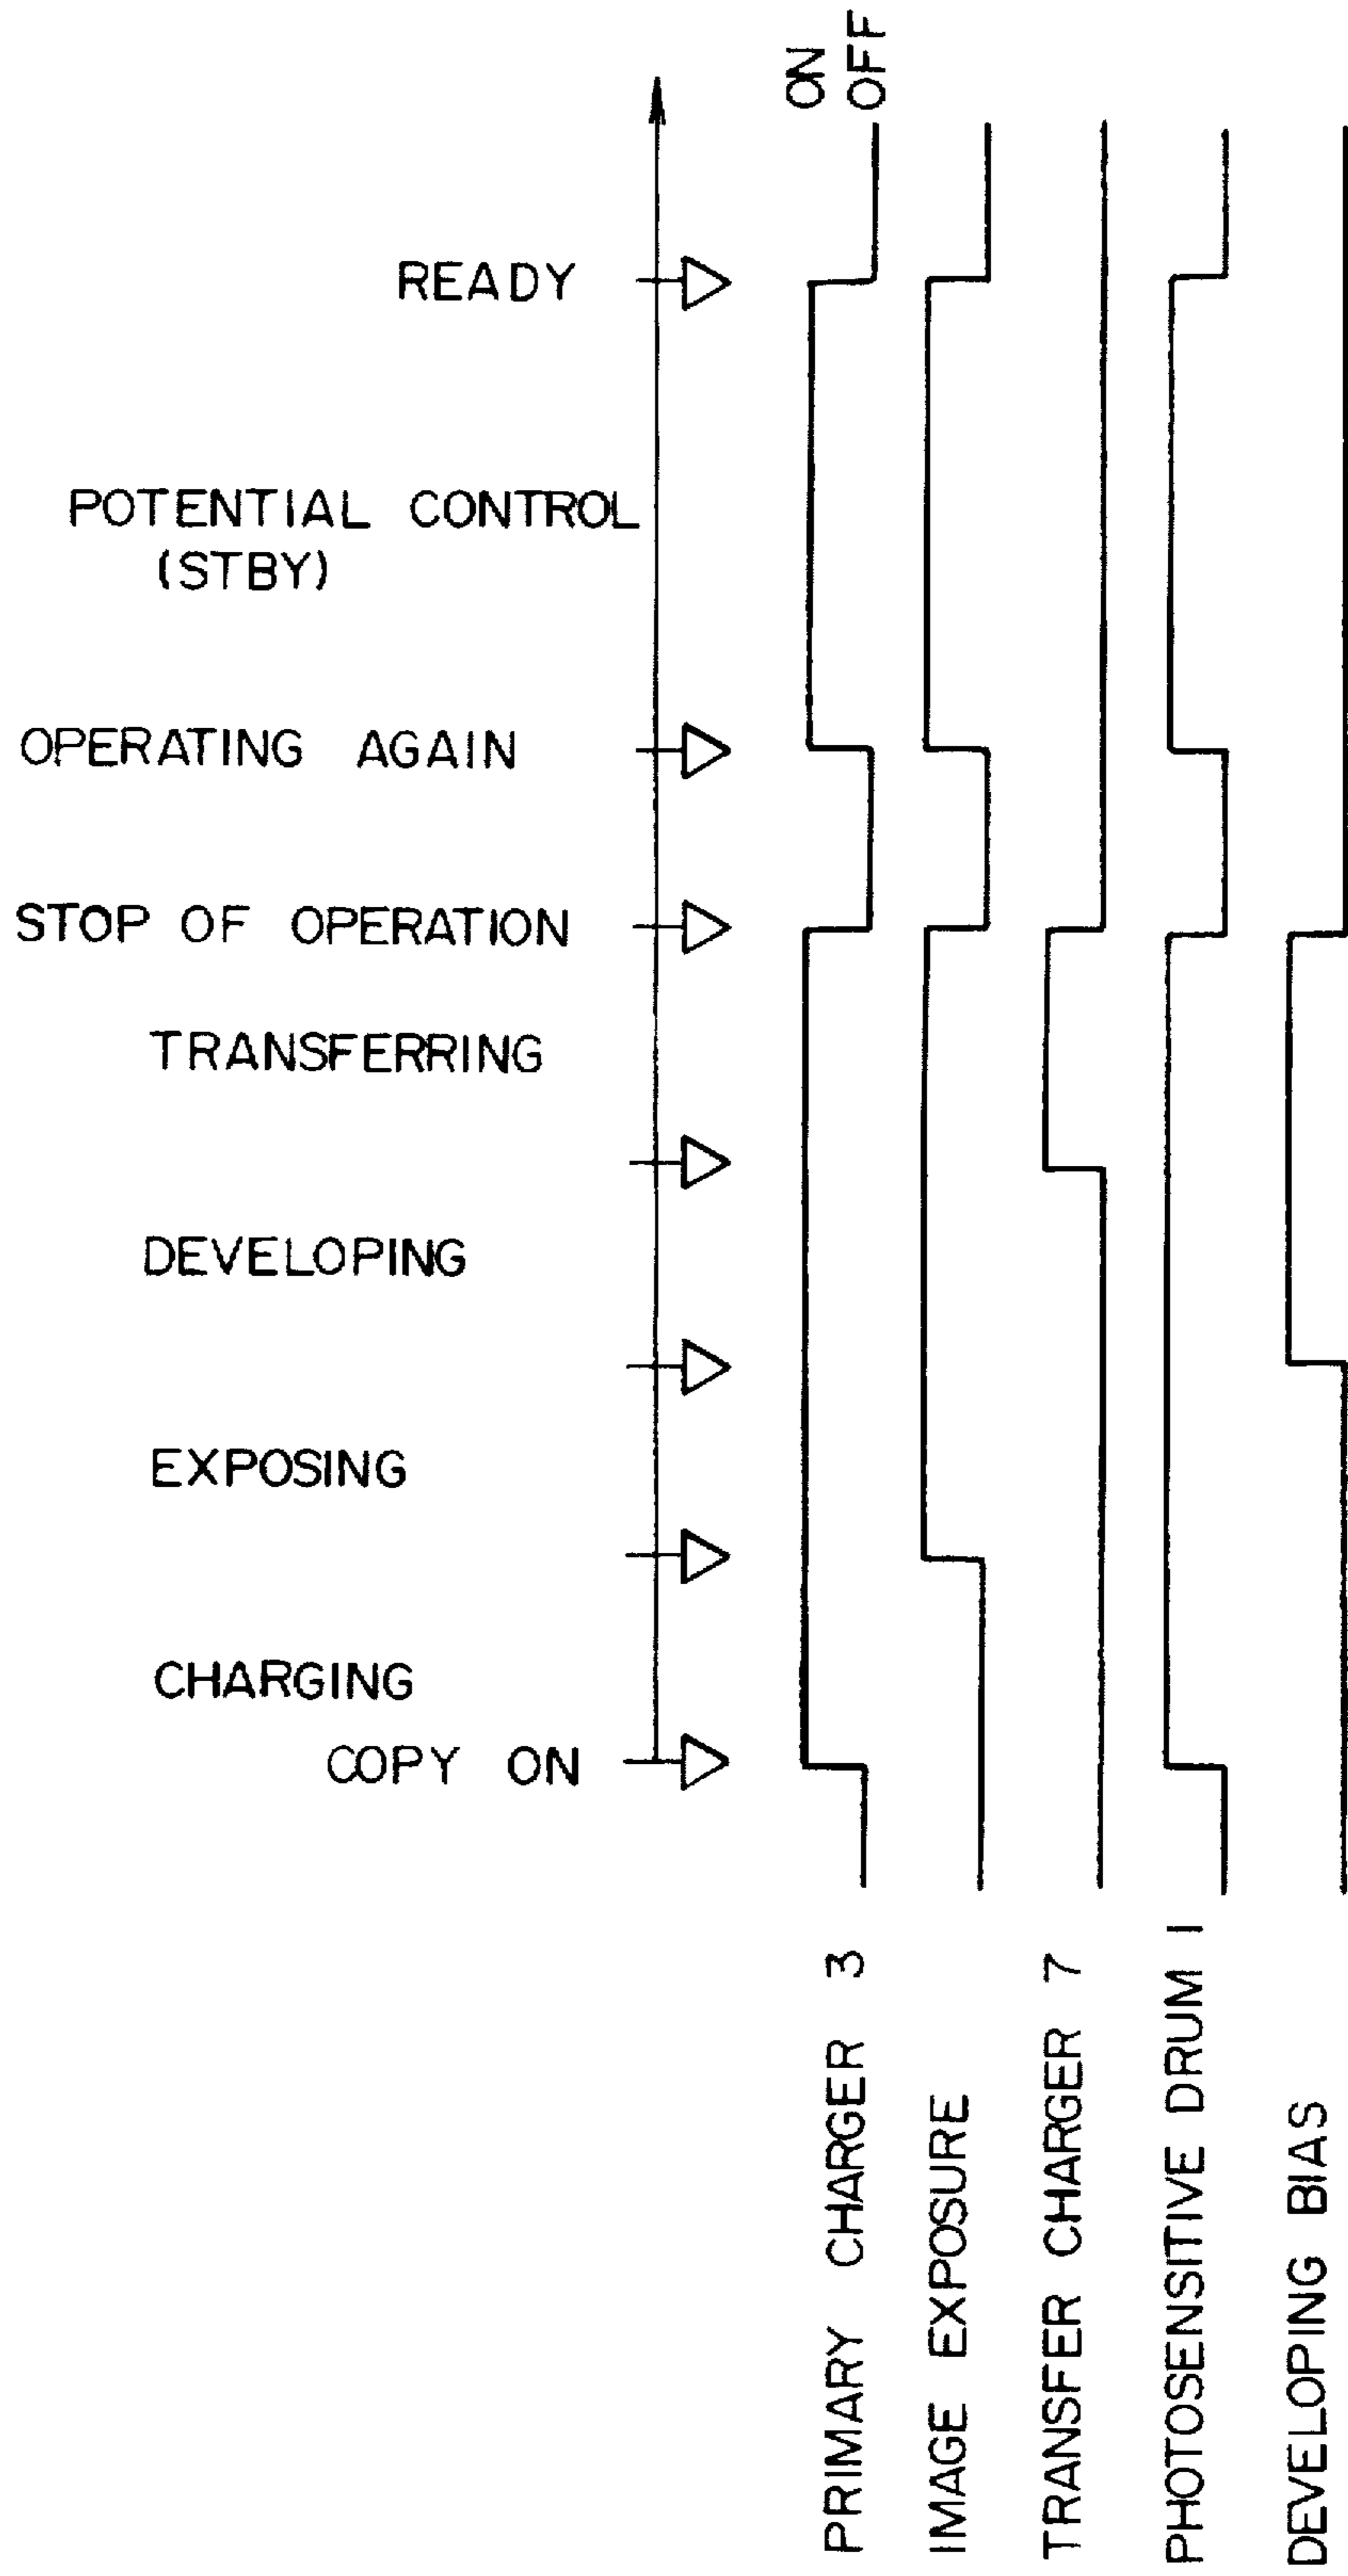 ON
OFF
READY
POTENTIAL CONTROL
(STBY)
OPERATING AGAIN
STOP OF OPERATION
TRANSFERRING
DEVELOPING
EXPOSING
CHARGING
COPY ON
PRIMARY CHARGER 3
IMAGE EXPOSURE
TRANSFER CHARGER 7
PHOTOSENSITIVE DRUM 1
DEVELOPING BIAS